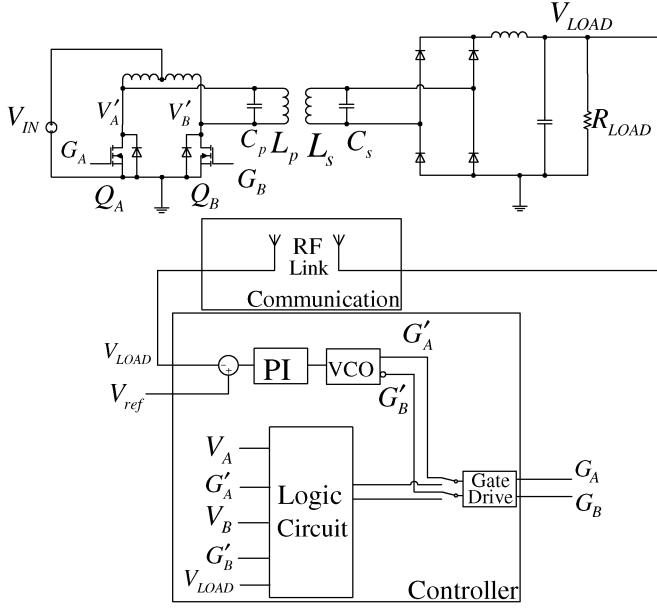 V_LOAD
V_IN
V'_A
V'_B
G_A
G_B
Q_A
Q_B
C_p
L_p
L_s
C_s
R_LOAD
RF
Link
Communication
V_LOAD
V_ref
-
+
PI
VCO
G'_A
G'_B
V_A
G'_A
V_B
G'_B
V_LOAD
Logic
Circuit
Gate
Drive
G_A
G_B
Controller